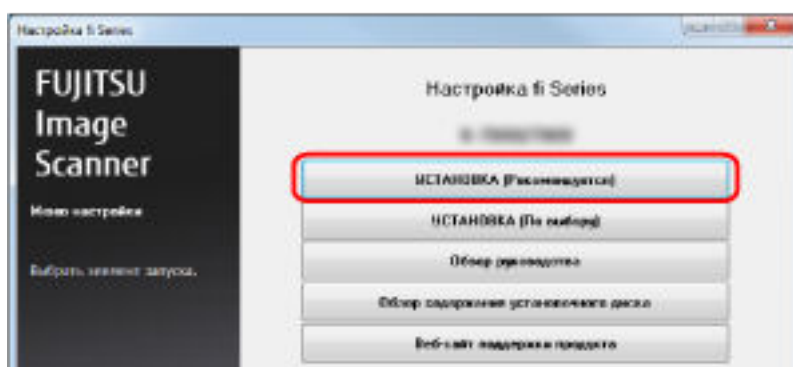 Настройка fi Series
FUJITSU
Image
Scanner
Меню настройки
Выбрать элемент запуска.
Настройка fi Series
УСТАНОВКА (Рекомендуется)
УСТАНОВКА (По выбору)
Обзор руководства
Обзор содержания установочного диска
Веб-сайт поддержки продукта